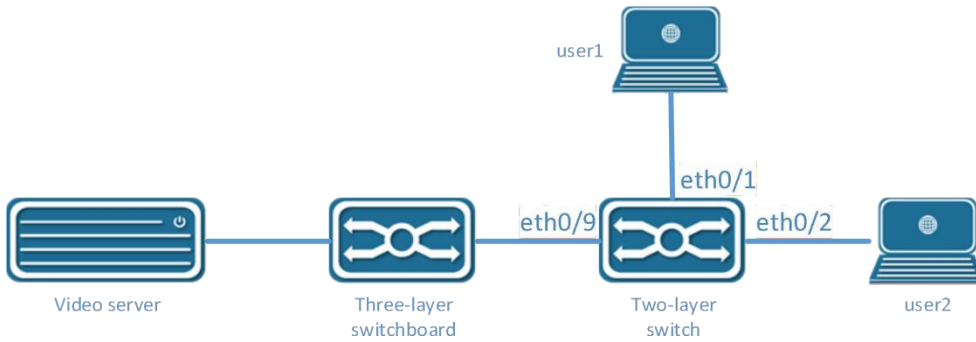 user1
eth0/1
eth0/9
eth0/2
Video server
Three-layer
switchboard
Two-layer
switch
user2